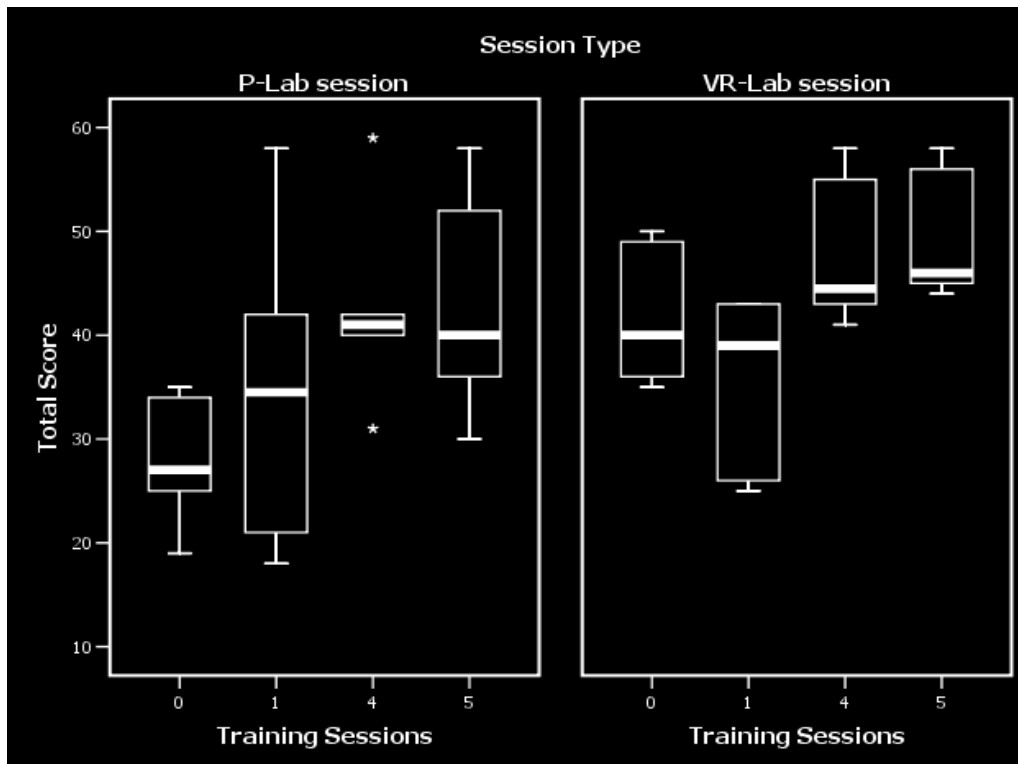 Session Type
P-Lab session
VR-Lab session
Total Score
60
50
40
30
20
10
*
*
0 1 4 5
0 1 4 5
Training Sessions
Training Sessions